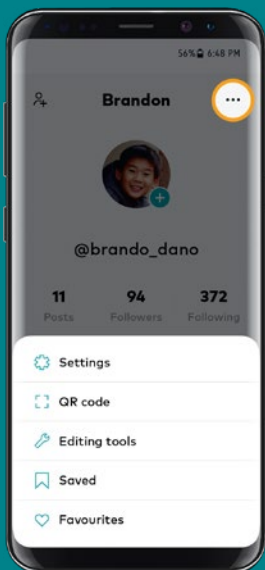 56% 6:48 PM
Brandon
@brando_dano
11 94 372
Posts Followers Following
Settings
QR code
Editing tools
Saved
Favourites